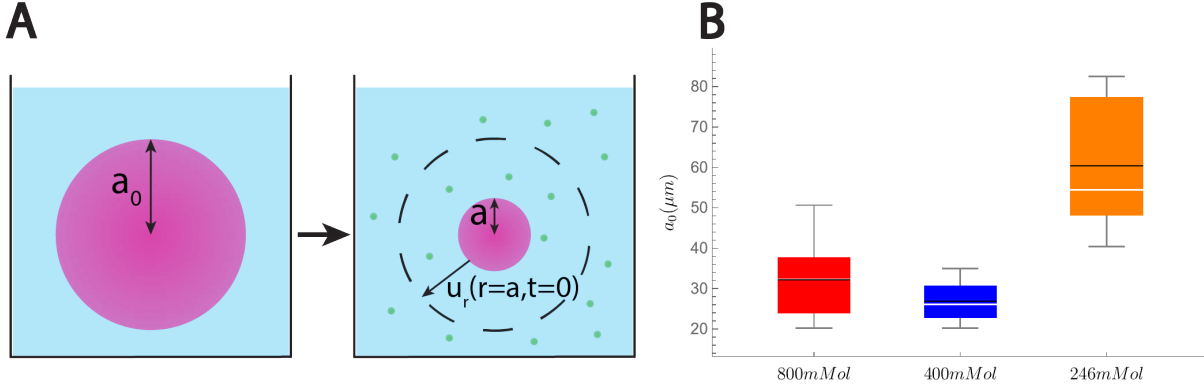 A
a₀
a
uᵣ(r=a,t=0)
B
a₀(μm)
80
70
60
50
40
30
20
800mMol
400mMol
246mMol